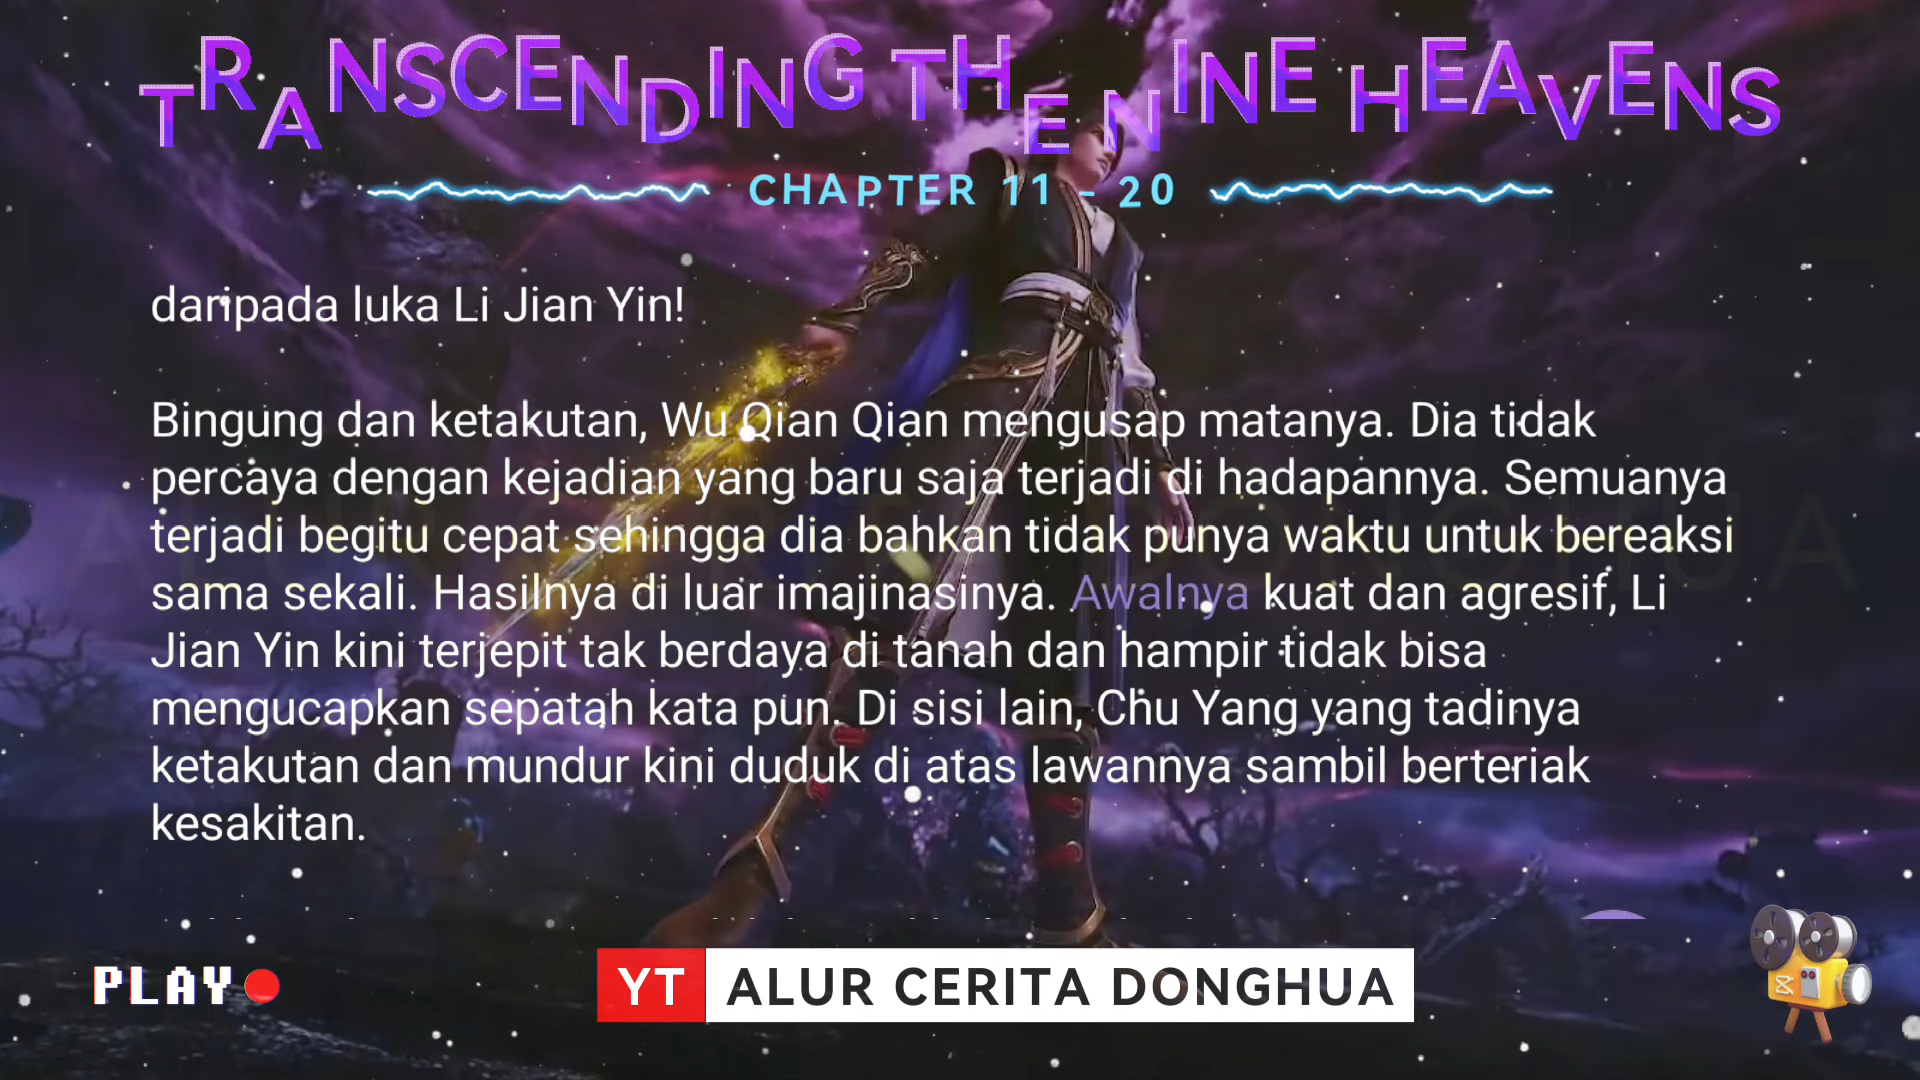 TRANSCENDING THE NINE HEAVENS
CHAPTER 11 - 20
daripada luka Li Jian Yin!
Bingung dan ketakutan, Wu Qian Qian mengusap matanya. Dia tidak
percaya dengan kejadian yang baru saja terjadi di hadapannya. Semuanya
terjadi begitu cepat sehingga dia bahkan tidak punya waktu untuk bereaksi
sama sekali. Hasilnya di luar imajinasinya. Awalnya kuat dan agresif, Li
Jian Yin kini terjepit tak berdaya di tanah dan hampir tidak bisa
mengucapkan sepatah kata pun. Di sisi lain, Chu Yang yang tadinya
ketakutan dan mundur kini duduk di atas lawannya sambil berteriak
kesakitan.
PLAY
YT ALUR CERITA DONGHUA